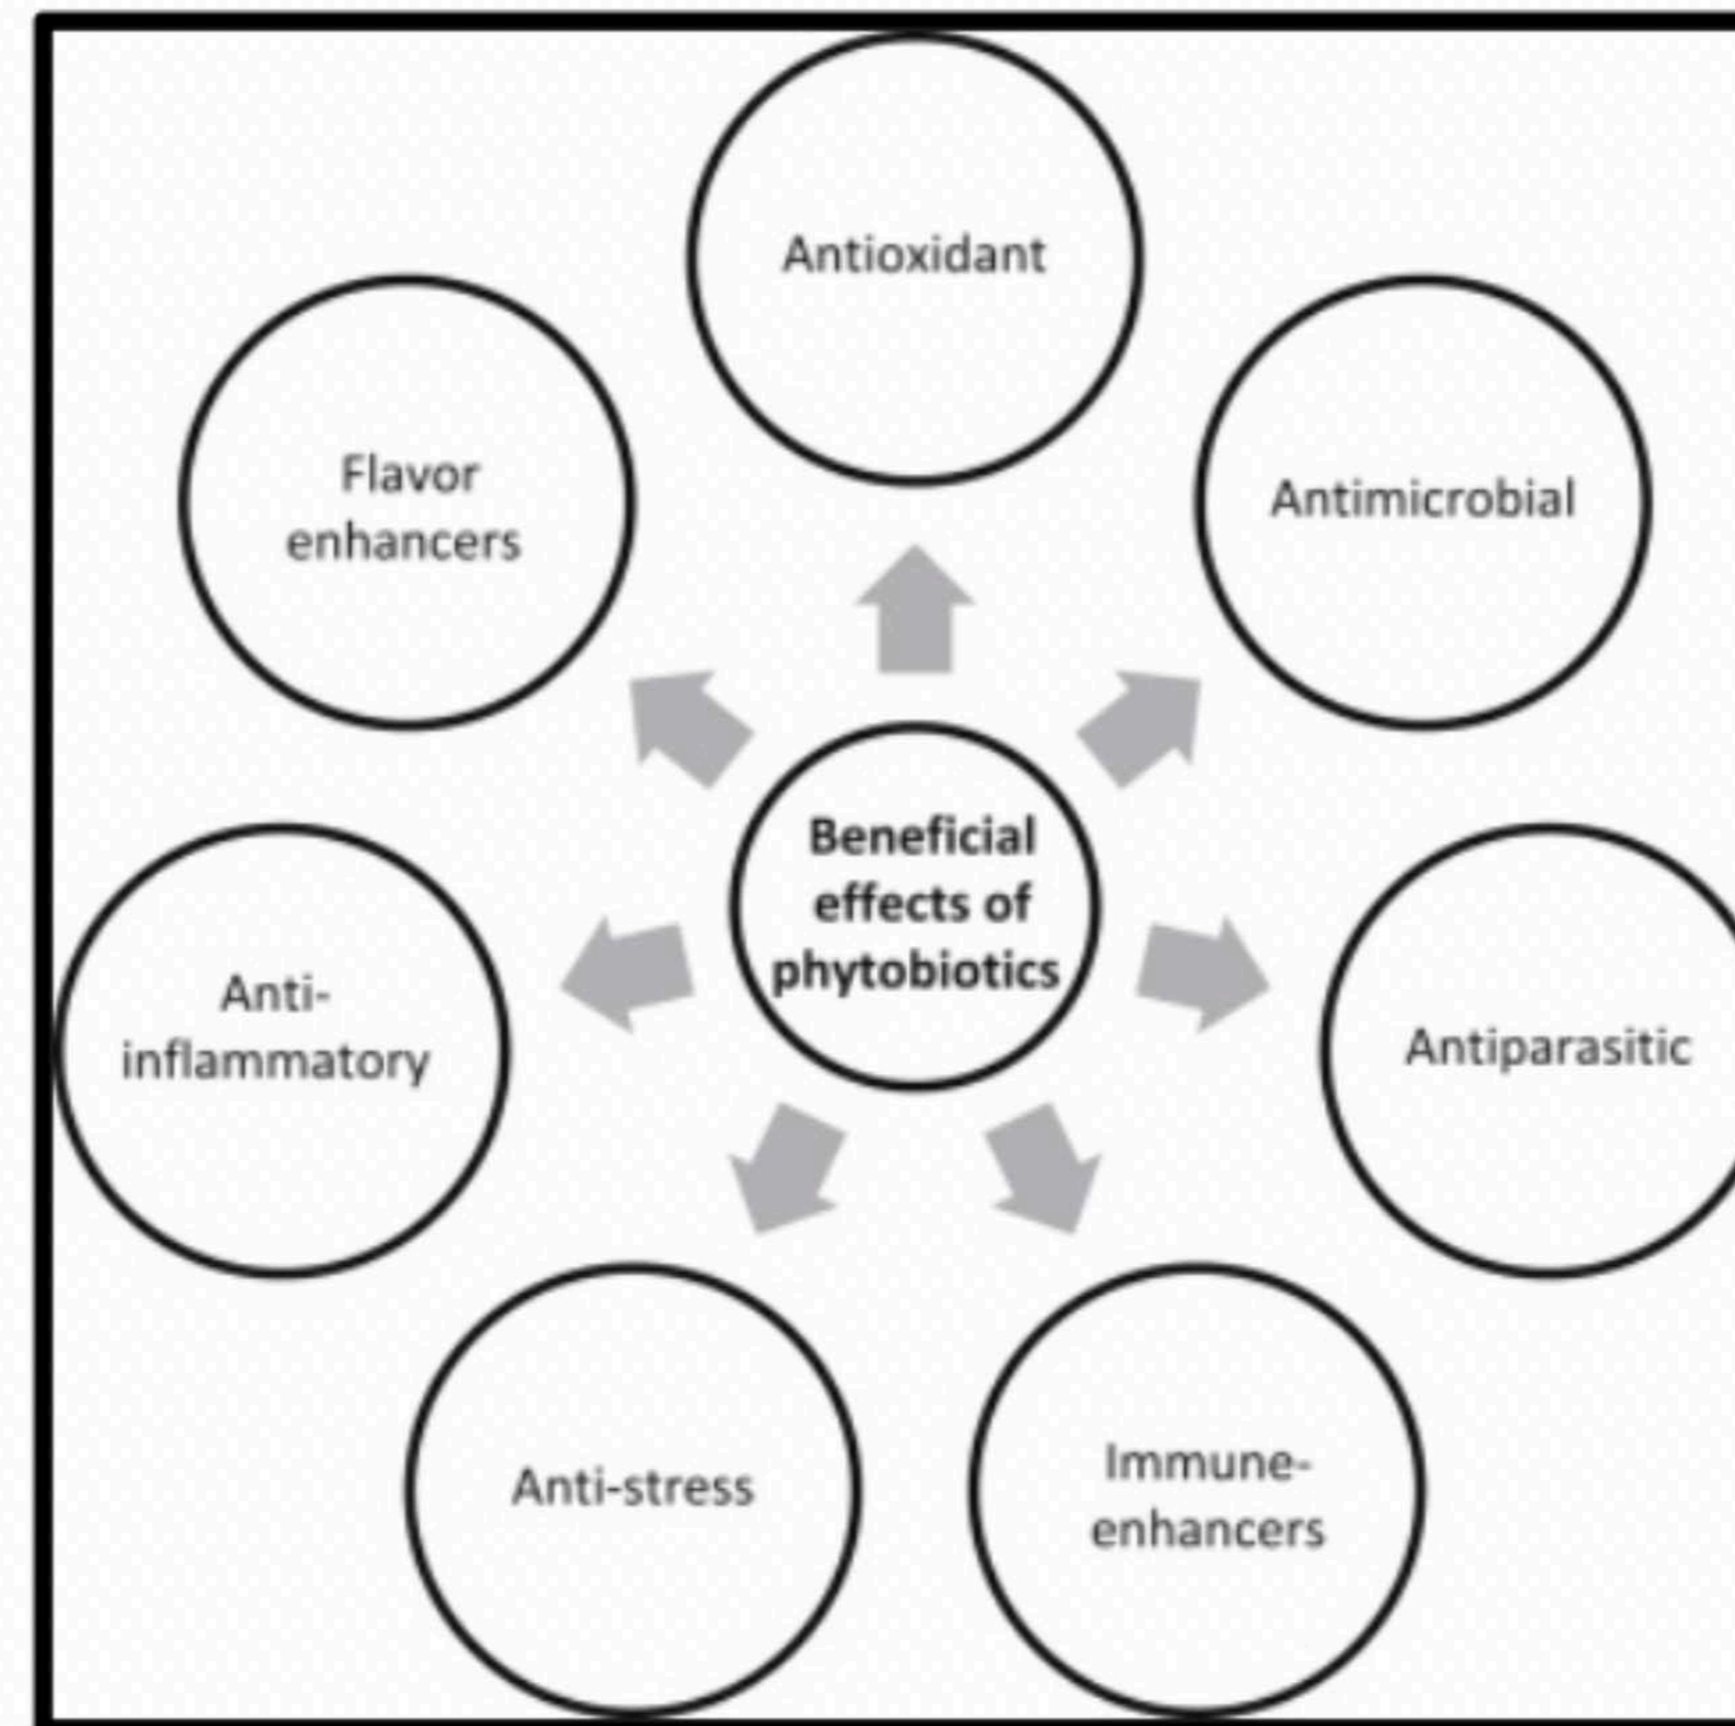 Antioxidant
Flavor
enhancers
Antimicrobial
Beneficial
effects of
phytobiotics
Anti-
inflammatory
Antiparasitic
Anti-stress
Immune-
enhancers